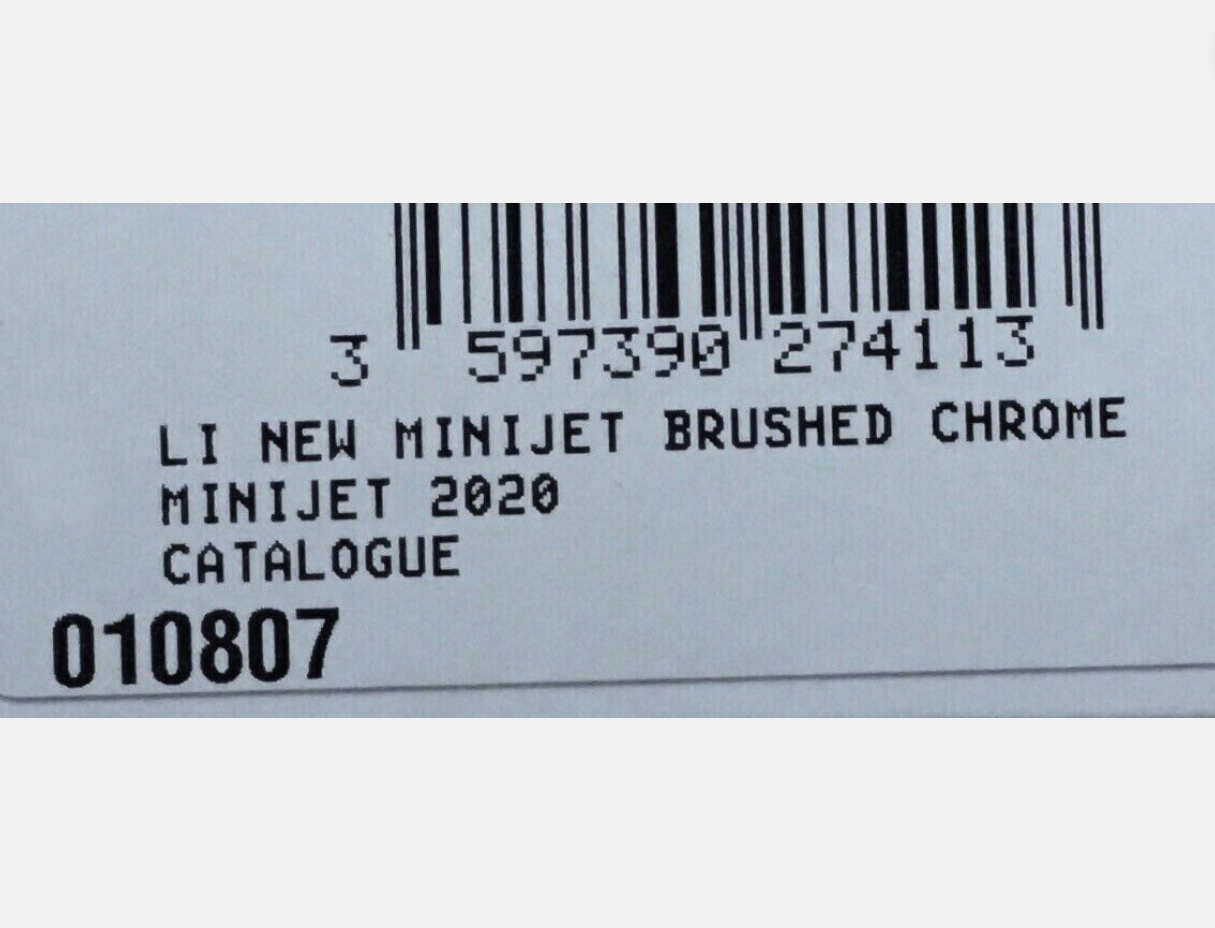 3 597390 274113
LI NEW MINIJET BRUSHED CHROME
MINIJET 2020
CATALOGUE
010807